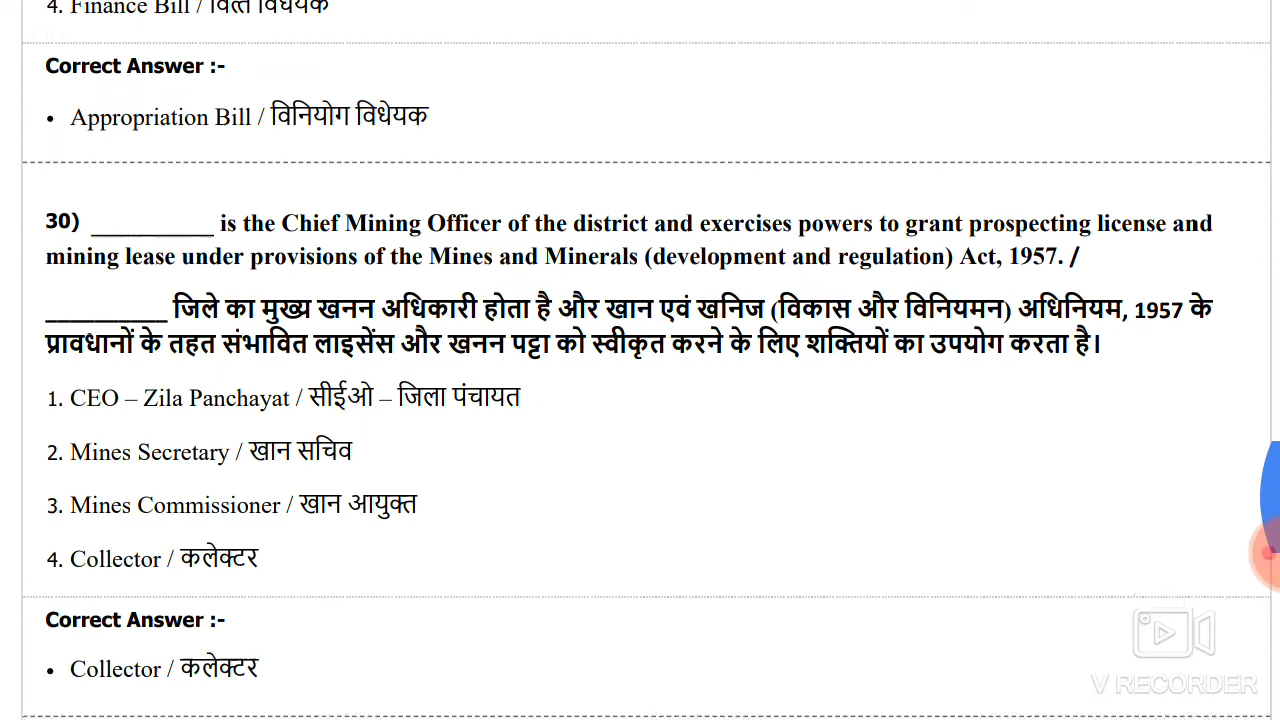 4. Finance Bill / वित्त विधेयक
Correct Answer :-
• Appropriation Bill / विनियोग विधेयक
30) __________ is the Chief Mining Officer of the district and exercises powers to grant prospecting license and
mining lease under provisions of the Mines and Minerals (development and regulation) Act, 1957. /
__________ जिले का मुख्य खनन अधिकारी होता है और खान एवं खनिज (विकास और विनियमन) अधिनियम, 1957 के
प्रावधानों के तहत संभावित लाइसेंस और खनन पट्टा को स्वीकृत करने के लिए शक्तियों का उपयोग करता है।
1. CEO – Zila Panchayat / सीईओ – जिला पंचायत
2. Mines Secretary / खान सचिव
3. Mines Commissioner / खान आयुक्त
4. Collector / कलेक्टर
Correct Answer :-
• Collector / कलेक्टर
V RECORDER